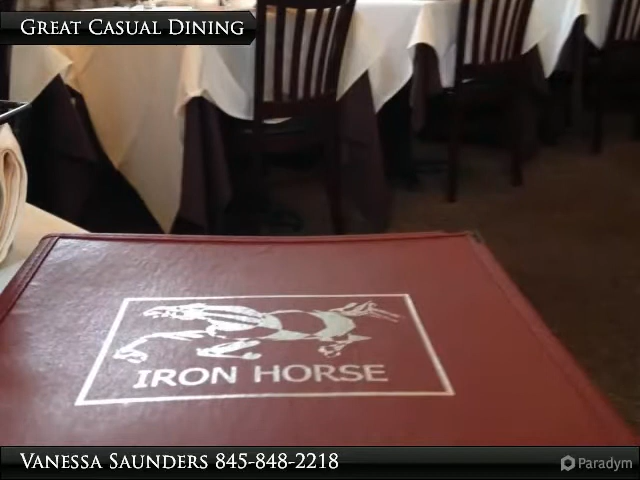 Great Casual Dining
IRON HORSE
Vanessa Saunders 845-848-2218
Paradym